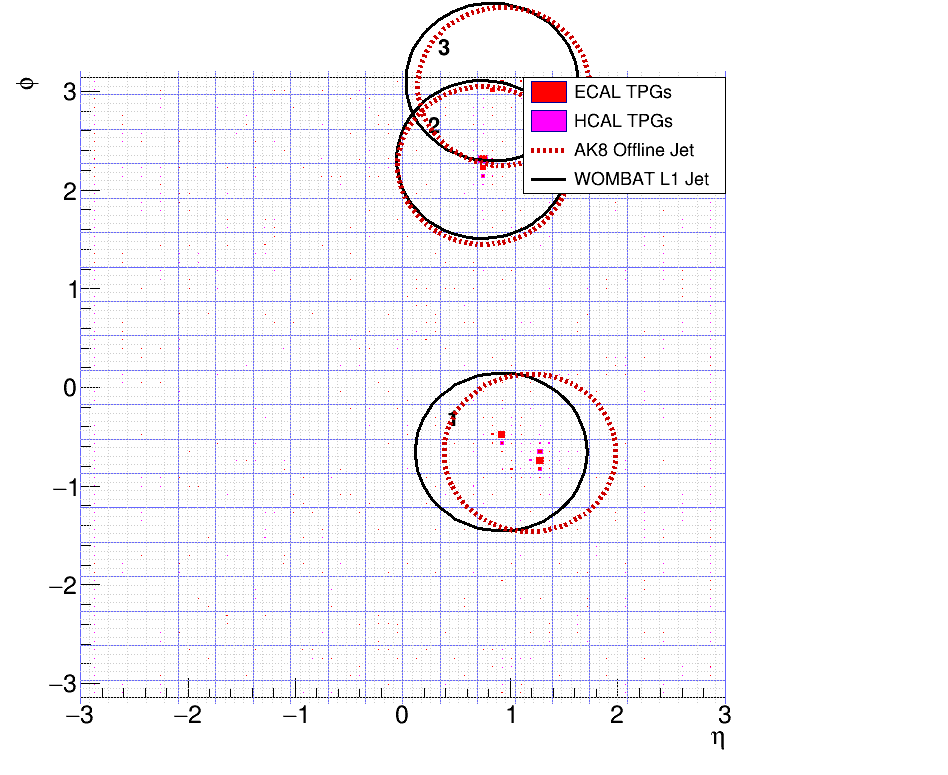 3
ϕ
3
ECAL TPGs
HCAL TPGs
2
AK8 Offline Jet
WOMBAT L1 Jet
2
1
0
1
−1
−2
−3
−3 −2 −1 0 1 2 3
η